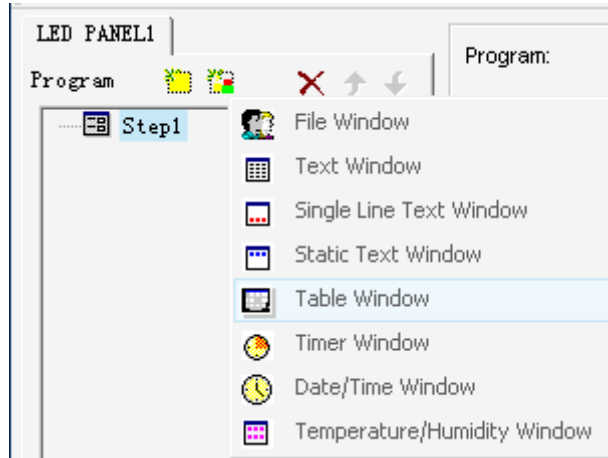 LED PANEL1
Program
Program:
Step1
File Window
Text Window
Single Line Text Window
Static Text Window
Table Window
Timer Window
Date/Time Window
Temperature/Humidity Window